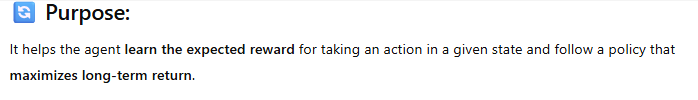 🔄 Purpose:
It helps the agent learn the expected reward for taking an action in a given state and follow a policy that
maximizes long-term return.